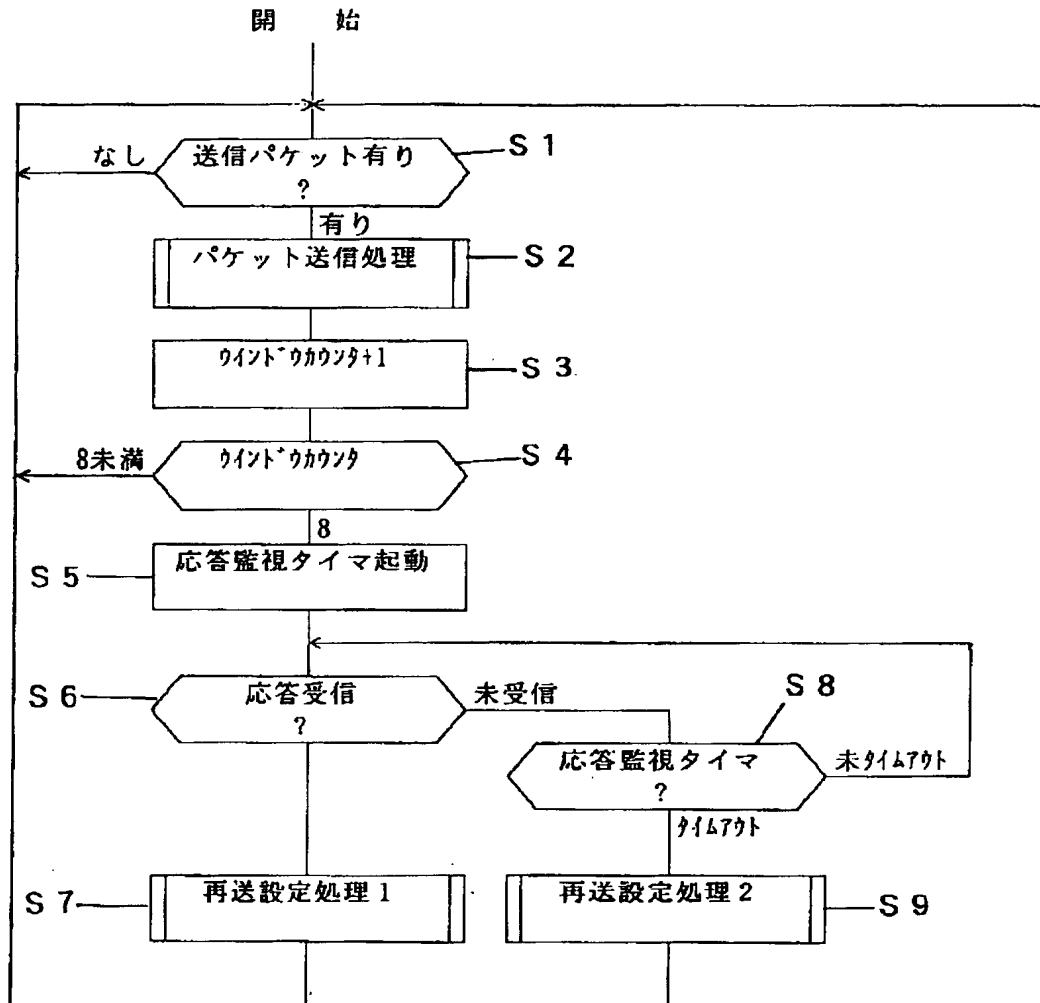 開 始
送信パケット有り
?
S 1
なし
有り
パケット送信処理
S 2
ウインドウカウンタ+1
S 3
ウインドウカウンタ
S 4
8未満
8
応答監視タイマ起動
S 5
応答受信
?
S 6
未受信
S 8
応答監視タイマ
?
未タイムアウト
タイムアウト
再送設定処理1
S 7
再送設定処理2
S 9